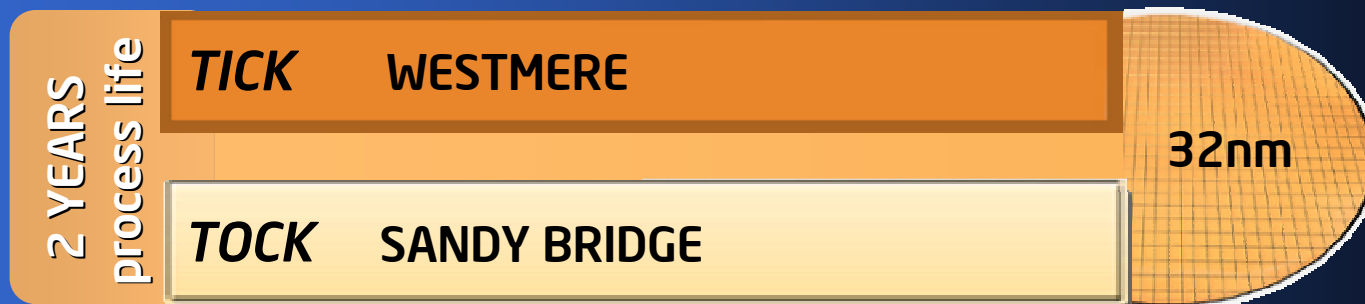 2 YEARS
process life
TICK WESTMERE
TOCK SANDY BRIDGE
32nm